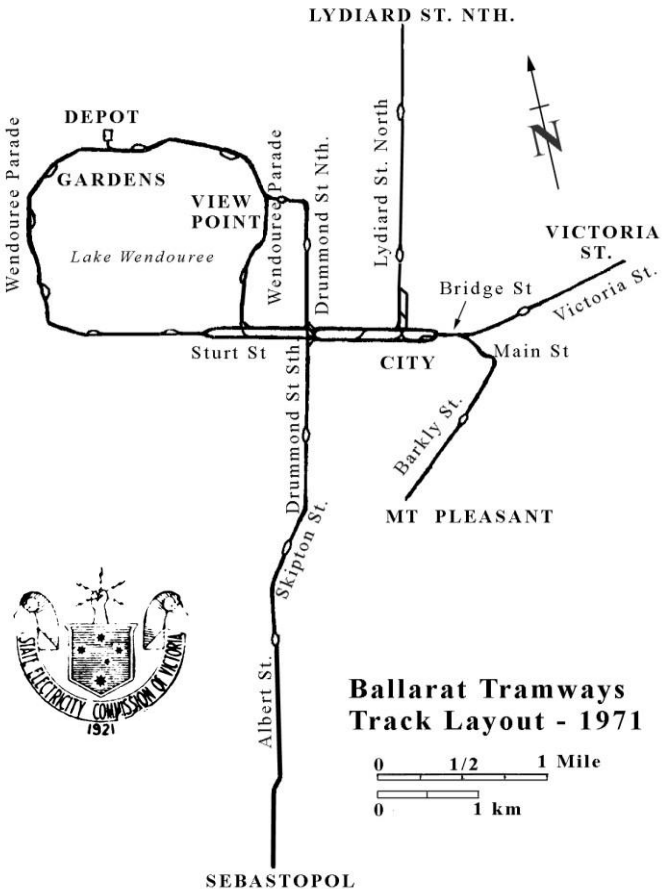 LYDIARD ST. NTH.
DEPOT
GARDENS
Wendouree Parade
VIEW
POINT
Wendouree Parade
Drummond St Nth.
Lydiard St. North
N
Lake Wendouree
VICTORIA
ST.
Bridge St
Victoria St.
Sturt St
CITY
Main St
Drummond St Sth.
Barkly St.
MT PLEASANT
Skipton St.
Albert St.
STATE ELECTRICITY COMMISSION OF VICTORIA
1921
Ballarat Tramways
Track Layout - 1971
0 1/2 1 Mile
0 1 km
SEBASTOPOL